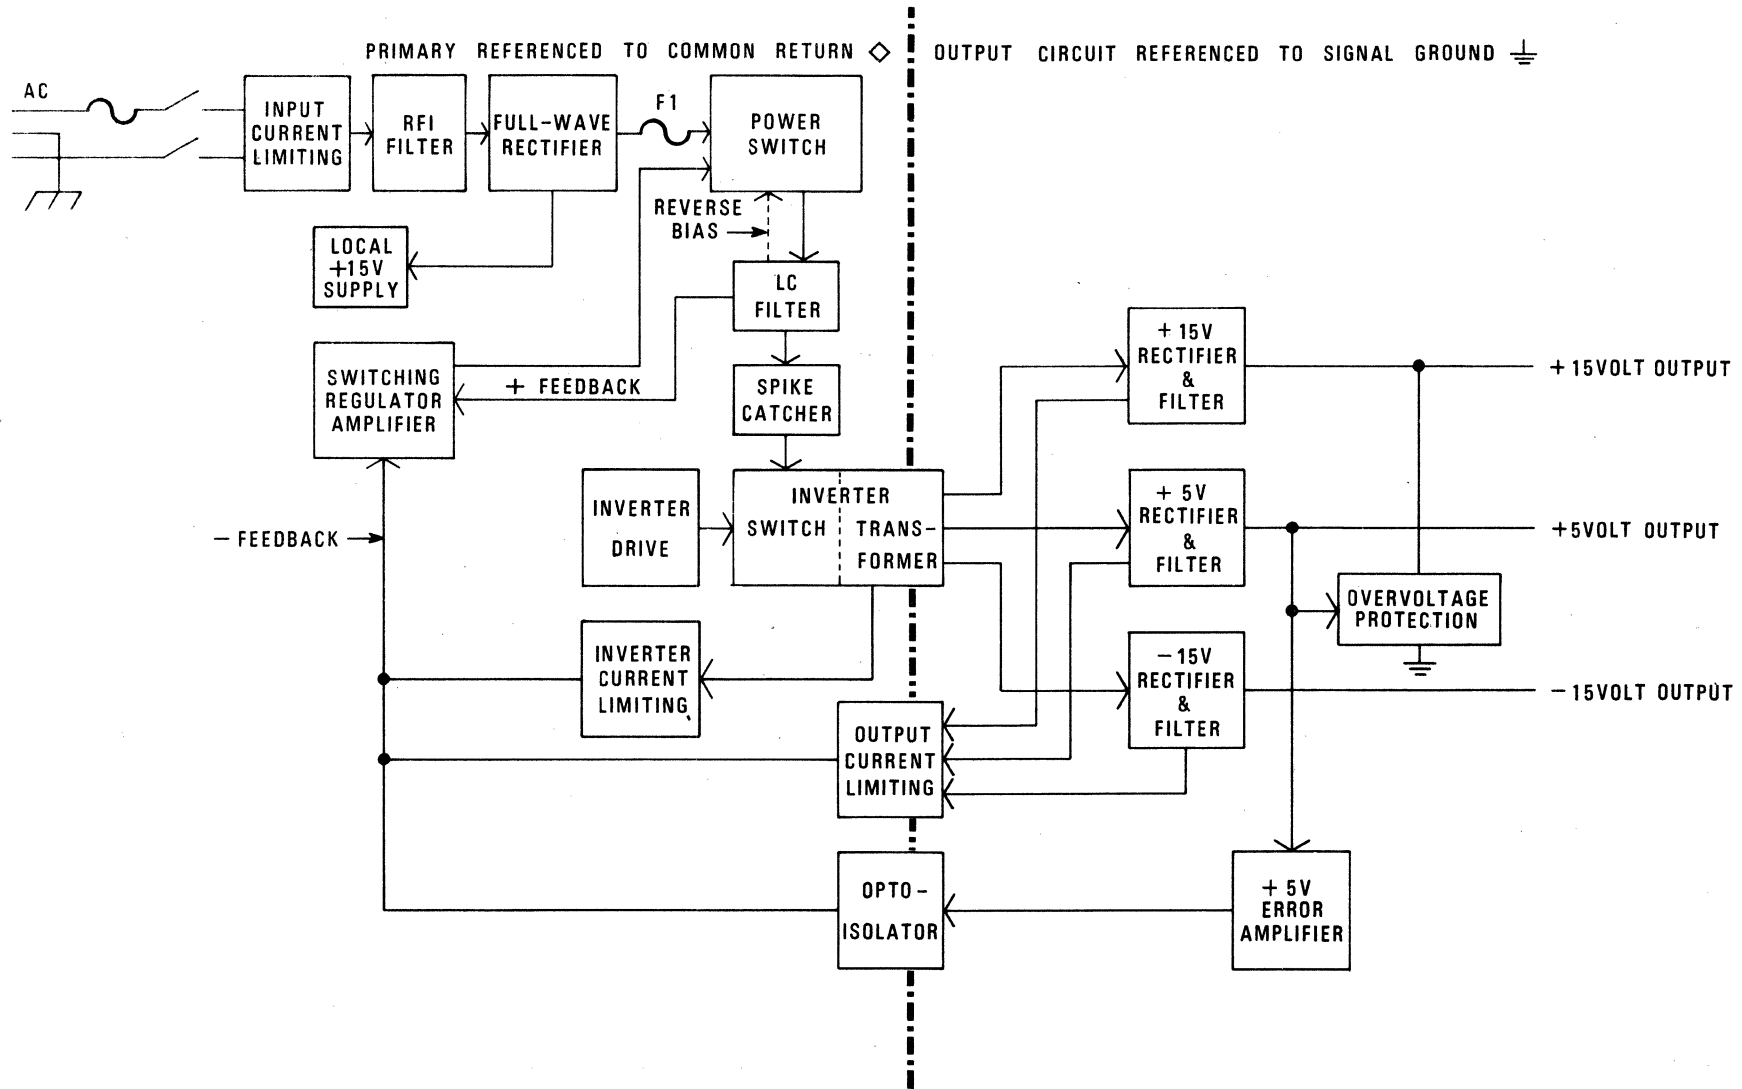 PRIMARY REFERENCED TO COMMON RETURN
OUTPUT CIRCUIT REFERENCED TO SIGNAL GROUND
AC
INPUT
CURRENT
LIMITING
RFI
FILTER
FULL-WAVE
RECTIFIER
F1
POWER
SWITCH
REVERSE
BIAS
LOCAL
+15V
SUPPLY
LC
FILTER
SWITCHING
REGULATOR
AMPLIFIER
+ FEEDBACK
SPIKE
CATCHER
+ 15V
RECTIFIER
&
FILTER
+15VOLT OUTPUT
INVERTER
DRIVE
INVERTER
SWITCH
TRANS-
FORMER
+ 5V
RECTIFIER
&
FILTER
+5VOLT OUTPUT
- FEEDBACK
OVERVOLTAGE
PROTECTION
INVERTER
CURRENT
LIMITING
-15V
RECTIFIER
&
FILTER
-15VOLT OUTPUT
OUTPUT
CURRENT
LIMITING
OPTO-
ISOLATOR
+ 5V
ERROR
AMPLIFIER